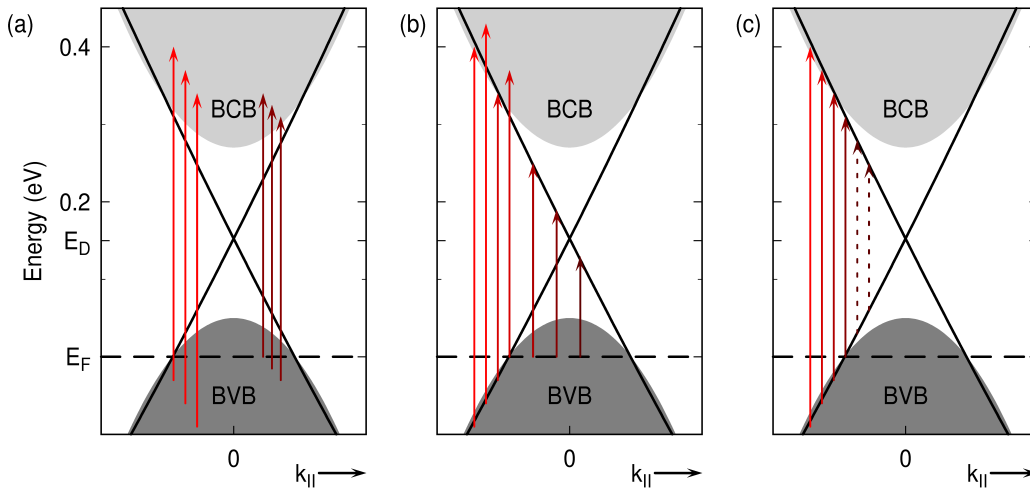 (a)
(b)
(c)
Energy (eV)
0.4
0.2
E_D
E_F
BCB
BVB
0
k_||
BCB
BVB
0
k_||
BCB
BVB
0
k_||